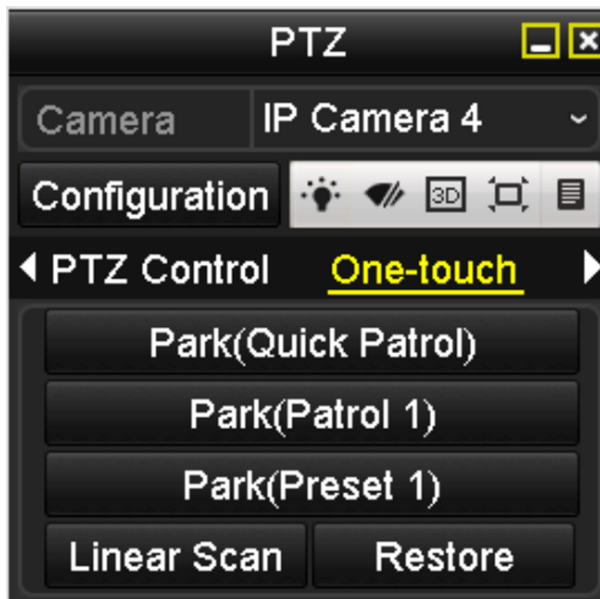 PTZ
Camera IP Camera 4
Configuration 3D
PTZ Control One-touch
Park(Quick Patrol)
Park(Patrol 1)
Park(Preset 1)
Linear Scan Restore